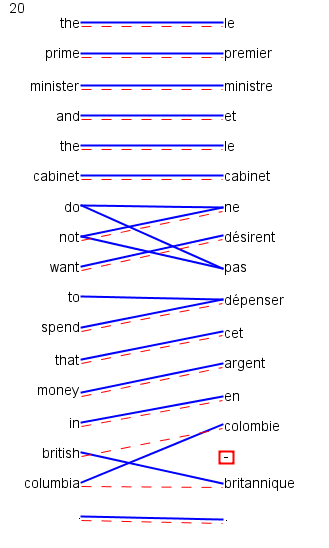 20
the le
prime premier
minister ministre
and et
the le
cabinet cabinet
do ne
not désirent
want pas
to dépenser
spend cet
that argent
money en
in colombie
british -
columbia britannique
. .